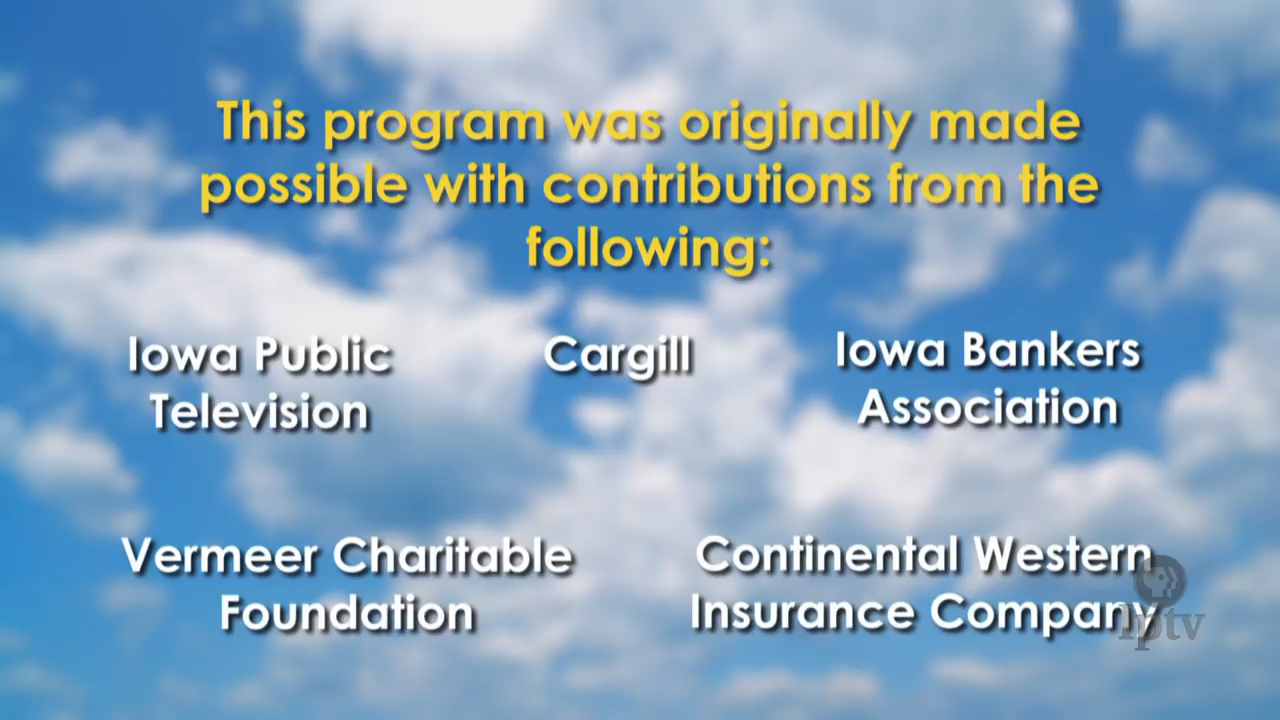 This program was originally made
possible with contributions from the
following:
Iowa Public
Television
Cargill
Iowa Bankers
Association
Vermeer Charitable
Foundation
Continental Western
Insurance Company
iptv